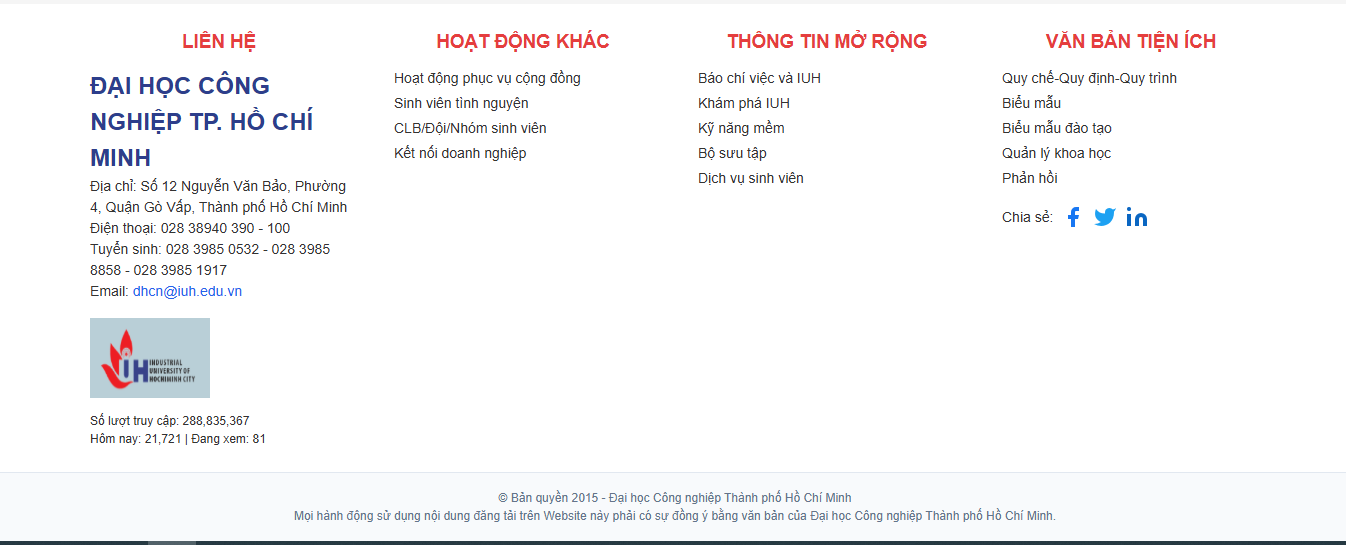 LIÊN HỆ
ĐẠI HỌC CÔNG
NGHIỆP TP. HỒ CHÍ
MINH
Địa chỉ: Số 12 Nguyễn Văn Bảo, Phường
4, Quận Gò Vấp, Thành phố Hồ Chí Minh
Điện thoại: 028 38940 390 - 100
Tuyển sinh: 028 3985 0532 - 028 3985
8858 - 028 3985 1917
Email: dhcn@iuh.edu.vn
IUH
INDUSTRIAL
UNIVERSITY OF
HOCHIMINH CITY
Số lượt truy cập: 288,835,367
Hôm nay: 21,721 | Đang xem: 81
HOẠT ĐỘNG KHÁC
Hoạt động phục vụ cộng đồng
Sinh viên tình nguyện
CLB/Đội/Nhóm sinh viên
Kết nối doanh nghiệp
THÔNG TIN MỞ RỘNG
Báo chí việc và IUH
Khám phá IUH
Kỹ năng mềm
Bộ sưu tập
Dịch vụ sinh viên
VĂN BẢN TIỆN ÍCH
Quy chế-Quy định-Quy trình
Biểu mẫu
Biểu mẫu đào tạo
Quản lý khoa học
Phản hồi
Chia sẻ:
© Bản quyền 2015 - Đại học Công nghiệp Thành phố Hồ Chí Minh
Mọi hành động sử dụng nội dung đăng tải trên Website này phải có sự đồng ý bằng văn bản của Đại học Công nghiệp Thành phố Hồ Chí Minh.